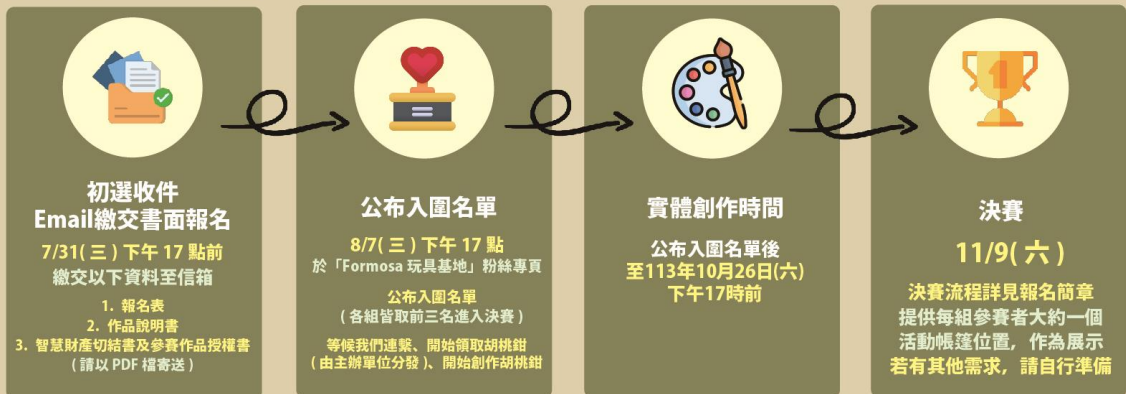 初選收件
Email繳交書面報名
7/31( 三 ) 下午 17 點前
繳交以下資料至信箱
1. 報名表
2. 作品說明書
3. 智慧財產切結書及參賽作品授權書
( 請以 PDF 檔寄送 )
公布入圍名單
8/7( 三 ) 下午 17 點
於「Formosa 玩具基地」粉絲專頁
公布入圍名單
( 各組皆取前三名進入決賽 )
等候我們連繫、開始領取胡桃鉗
( 由主辦單位分發 )、開始創作胡桃鉗
實體創作時間
公布入圍名單後
至113年10月26日(六)
下午17時前
1
決賽
11/9( 六 )
決賽流程詳見報名簡章
提供每組參賽者大約一個
活動帳篷位置，作為展示
若有其他需求，請自行準備